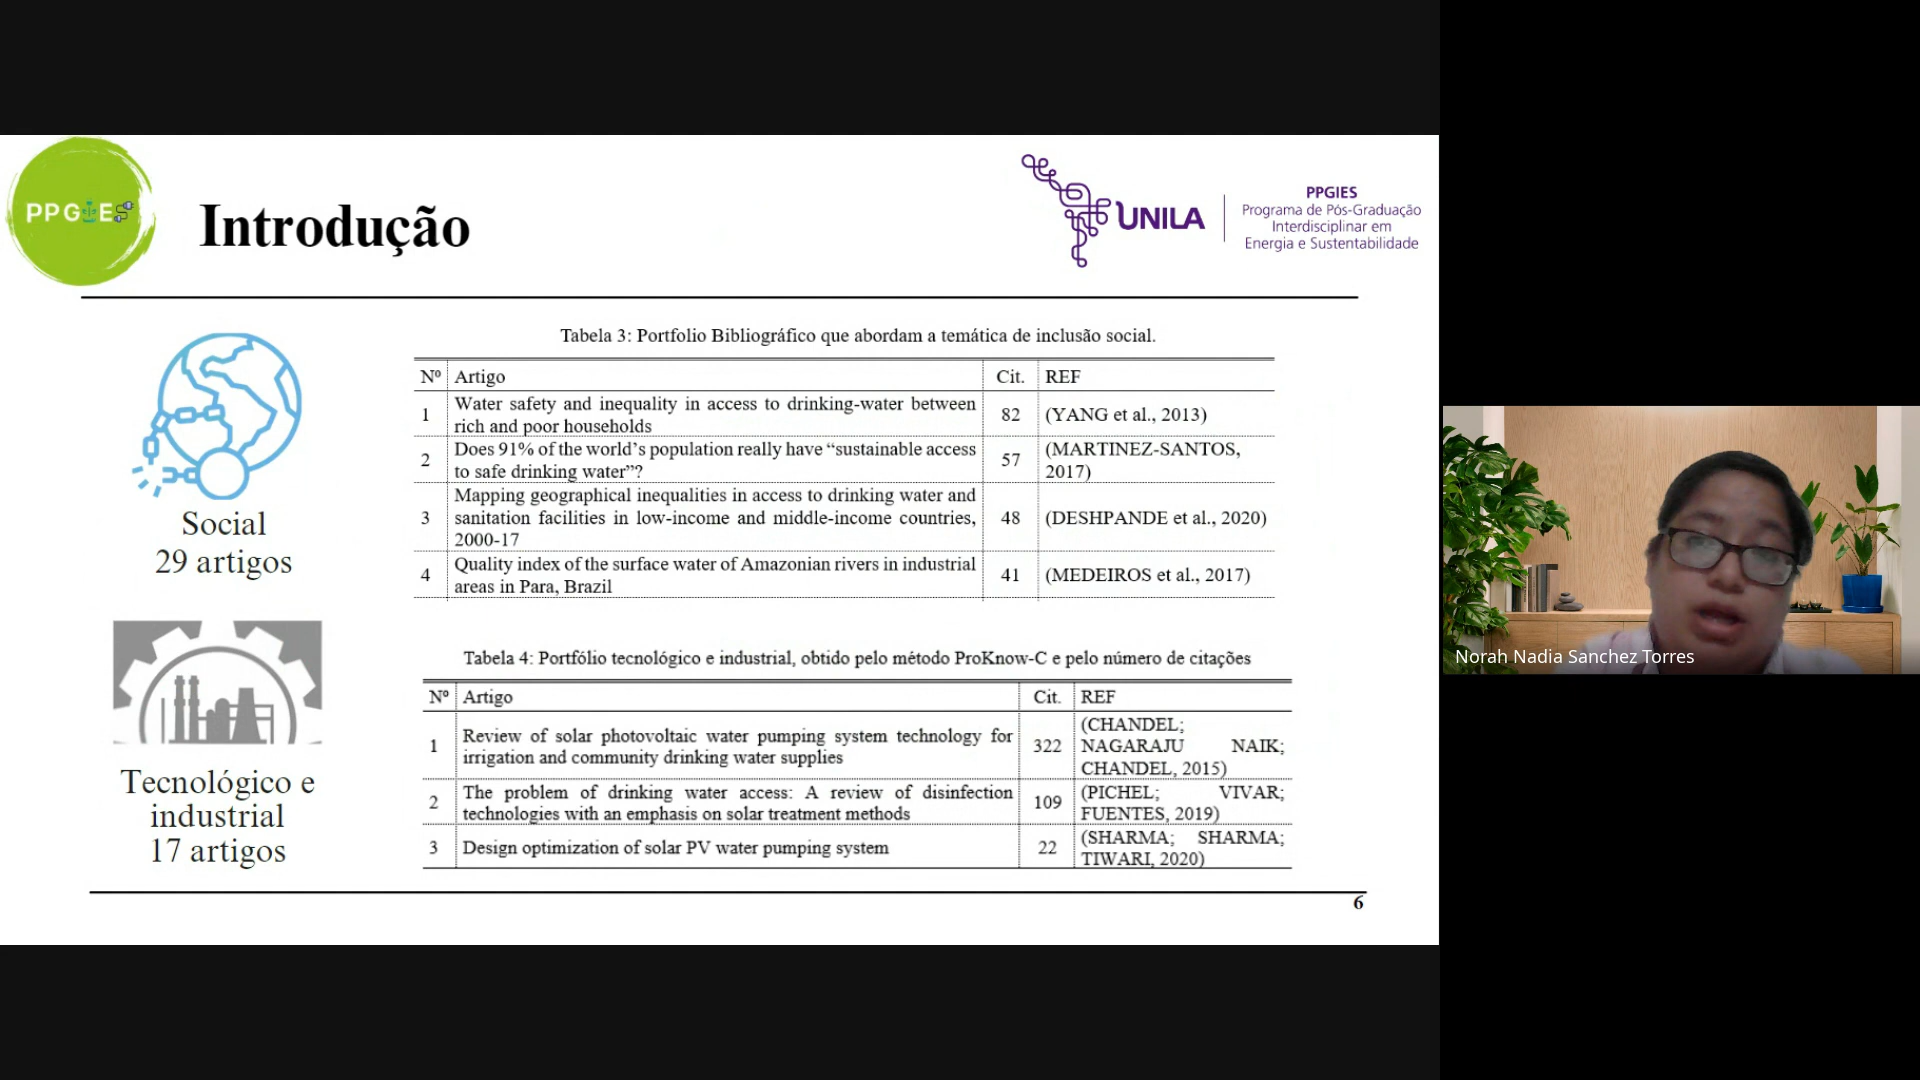 PPGIES
Introdução
UNILA
PPGIES
Programa de Pós-Graduação
Interdisciplinar em
Energia e Sustentabilidade
Social
29 artigos
Tabela 3: Portfolio Bibliográfico que abordam a temática de inclusão social.
Nº Artigo Cit. REF
1 Water safety and inequality in access to drinking-water between rich and poor households 82 (YANG et al., 2013)
2 Does 91% of the world’s population really have “sustainable access to safe drinking water”? 57 (MARTINEZ-SANTOS, 2017)
3 Mapping geographical inequalities in access to drinking water and sanitation facilities in low-income and middle-income countries, 2000-17 48 (DESHPANDE et al., 2020)
4 Quality index of the surface water of Amazonian rivers in industrial areas in Para, Brazil 41 (MEDEIROS et al., 2017)
Tecnológico e
industrial
17 artigos
Tabela 4: Portfólio tecnológico e industrial, obtido pelo método ProKnow-C e pelo número de citações
Nº Artigo Cit. REF
1 Review of solar photovoltaic water pumping system technology for irrigation and community drinking water supplies 322 (CHANDEL; NAGARAJU NAIK; CHANDEL, 2015)
2 The problem of drinking water access: A review of disinfection technologies with an emphasis on solar treatment methods 109 (PICHEL; VIVAR; FUENTES, 2019)
3 Design optimization of solar PV water pumping system 22 (SHARMA; SHARMA; TIWARI, 2020)
6
Norah Nadia Sanchez Torres